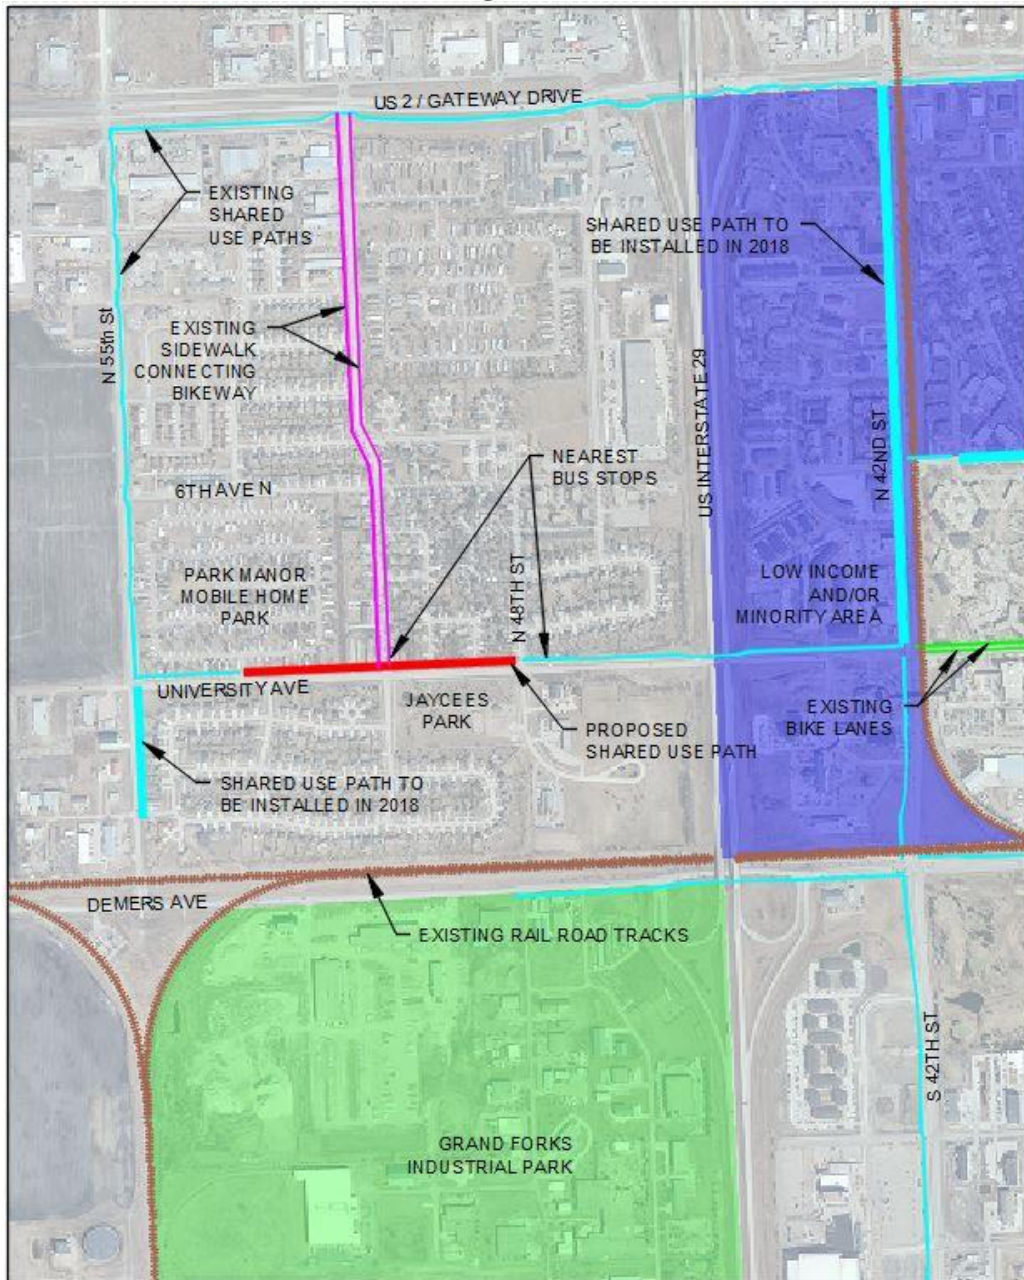 US 2 / GATEWAY DRIVE
EXISTING
SHARED
USE PATHS
SHARED USE PATH TO
BE INSTALLED IN 2018
N 55th St
EXISTING
SIDEWALK
CONNECTING
BIKEWAY
US INTERSTATE 29
N 42ND ST
NEAREST
BUS STOPS
6TH AVE N
PARK MANOR
MOBILE HOME
PARK
N 48TH ST
LOW INCOME
AND/OR
MINORITY AREA
UNIVERSITY AVE
JAYCEES
PARK
EXISTING
BIKE LANES
PROPOSED
SHARED USE PATH
SHARED USE PATH TO
BE INSTALLED IN 2018
DEMERS AVE
EXISTING RAIL ROAD TRACKS
S 42TH ST
GRAND FORKS
INDUSTRIAL PARK